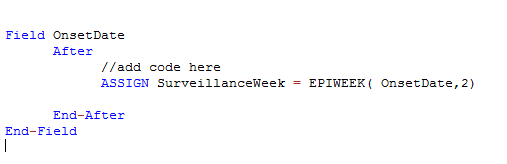 Field OnsetDate
After
//add code here
ASSIGN SurveillanceWeek = EPIWEEK( OnsetDate,2)
End-After
End-Field